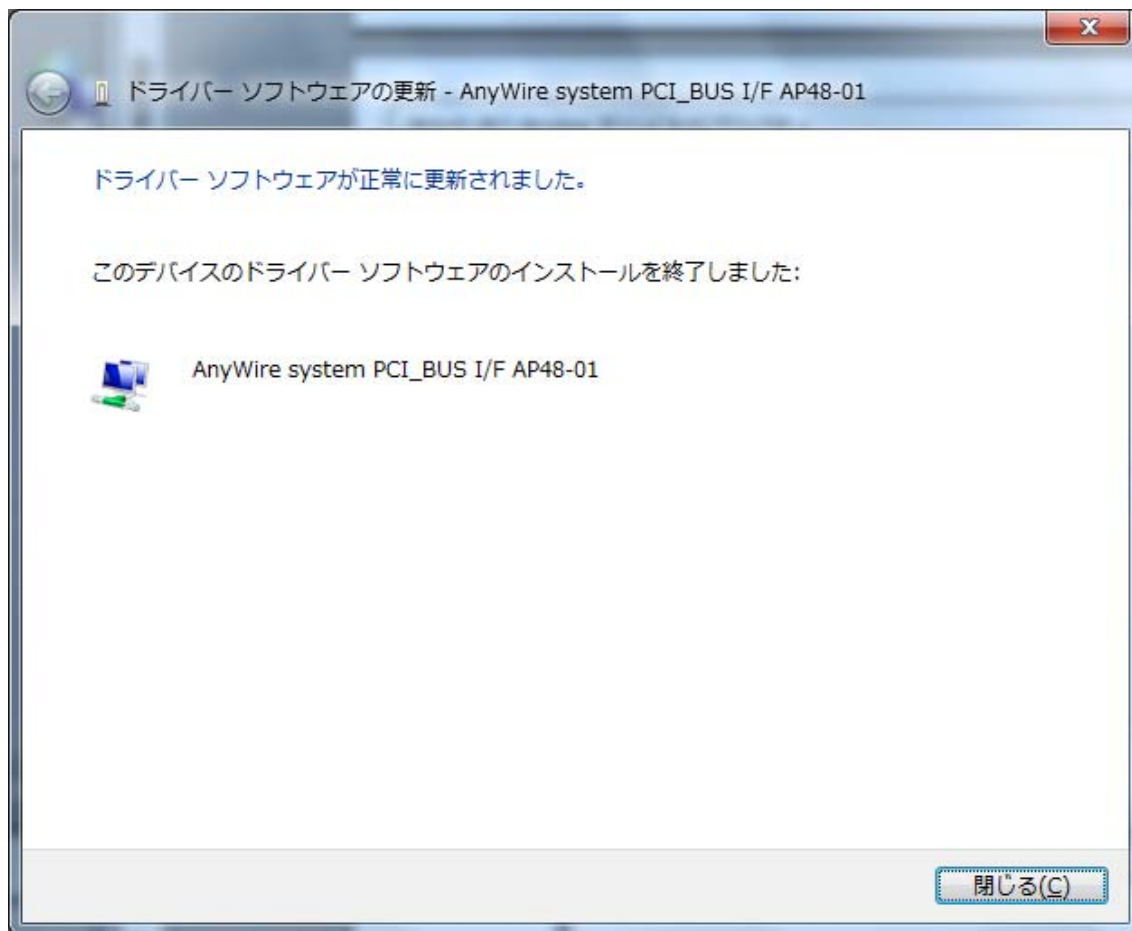 ドライバー ソフトウェアの更新 - AnyWire system PCI_BUS I/F AP48-01
ドライバー ソフトウェアが正常に更新されました。
このデバイスのドライバー ソフトウェアのインストールを終了しました:
AnyWire system PCI_BUS I/F AP48-01
閉じる(C)